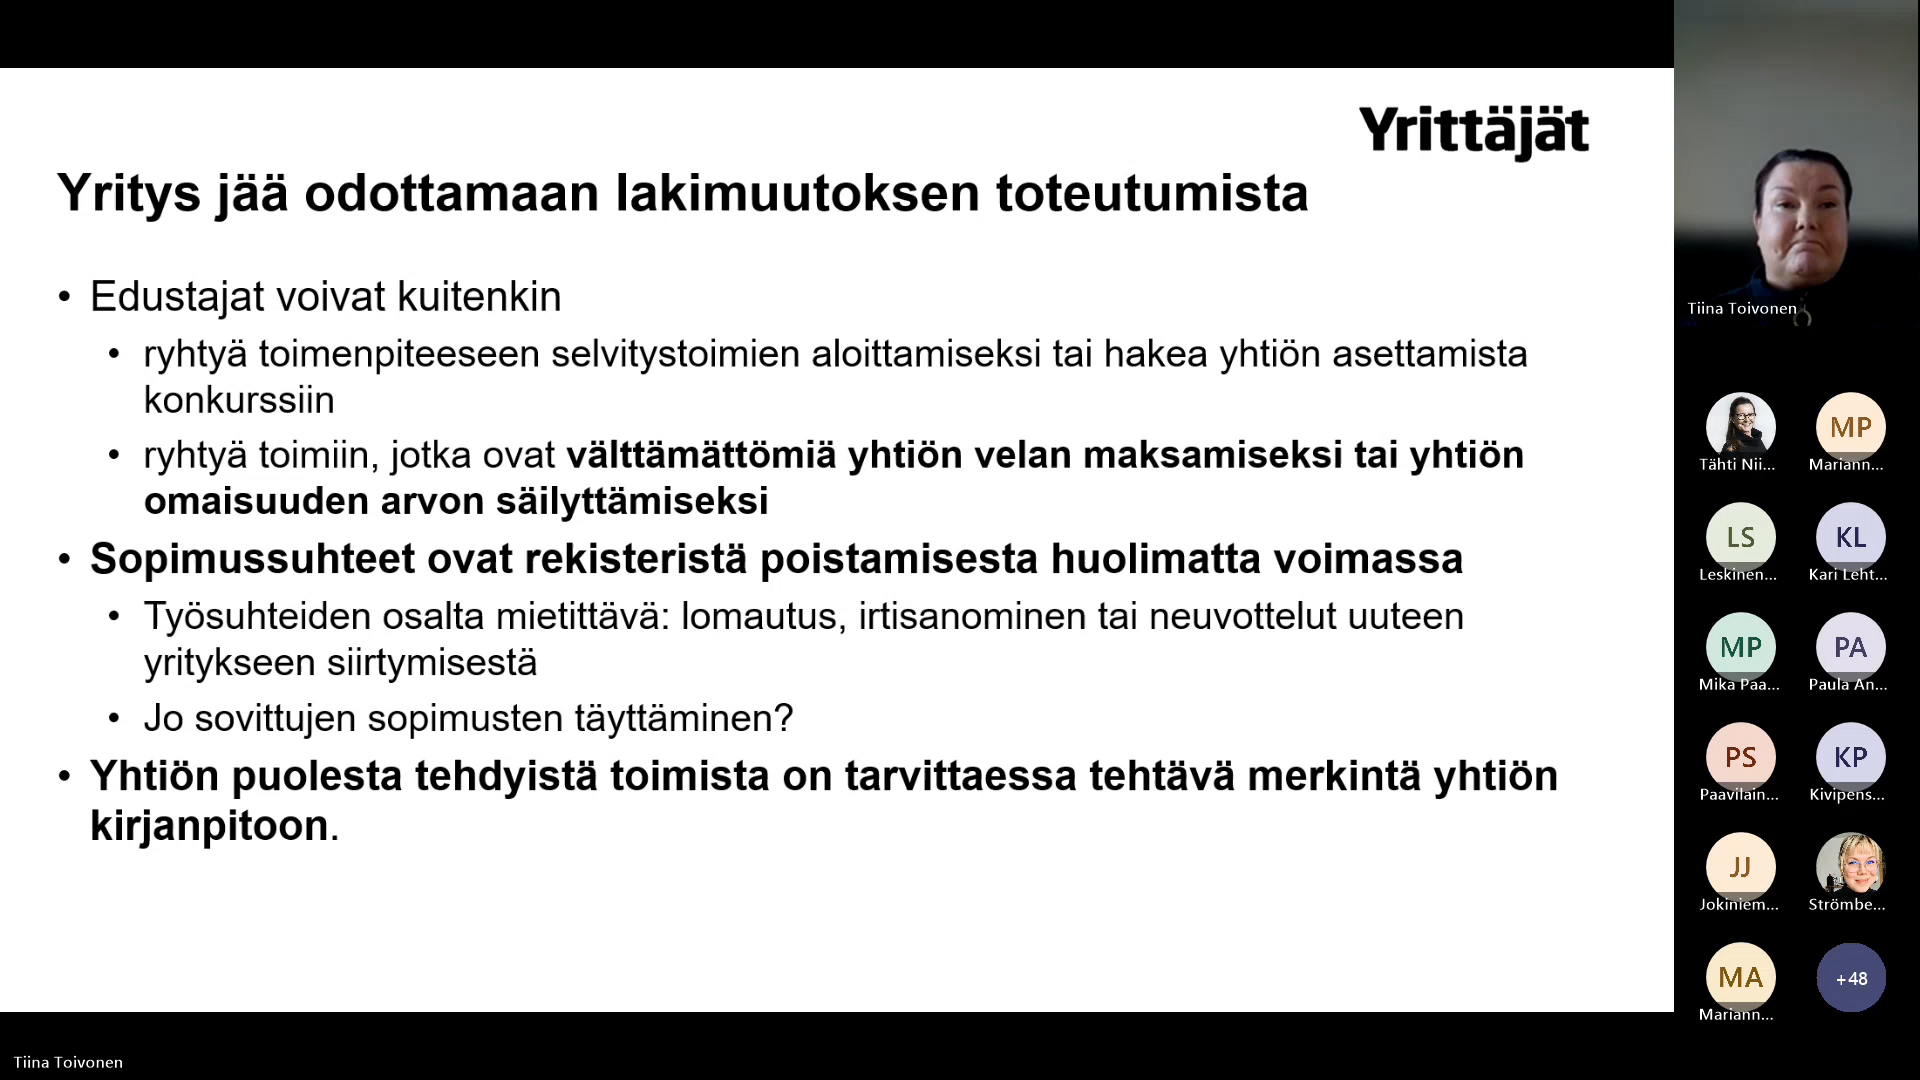 Yrittäjät
Yritys jää odottamaan lakimuutoksen toteutumista
• Edustajat voivat kuitenkin
• ryhtyä toimenpiteeseen selvitystoimien aloittamiseksi tai hakea yhtiön asettamista
konkurssiin
• ryhtyä toimiin, jotka ovat välttämättömiä yhtiön velan maksamiseksi tai yhtiön
omaisuuden arvon säilyttämiseksi
• Sopimussuhteet ovat rekisteristä poistamisesta huolimatta voimassa
• Työsuhteiden osalta mietittävä: lomautus, irtisanominen tai neuvottelut uuteen
yritykseen siirtymisestä
• Jo sovittujen sopimusten täyttäminen?
• Yhtiön puolesta tehdyistä toimista on tarvittaessa tehtävä merkintä yhtiön
kirjanpitoon.
Tiina Toivonen
Tiina Toivonen
Tähti Nii...
MP
Mariann...
LS
Leskinen...
KL
Kari Leht...
MP
Mika Paa...
PA
Paula An...
PS
Paavilain...
KP
Kivipens...
JJ
Jokiniem...
Strömbe...
MA
Mariann...
+48